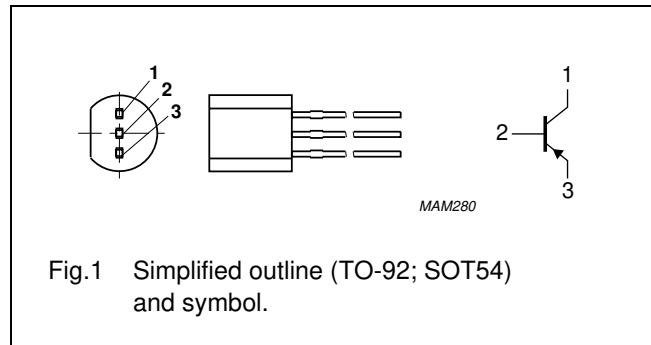 1
2
3
1
2
3
MAM280
Fig.1 Simplified outline (TO-92; SOT54)
and symbol.